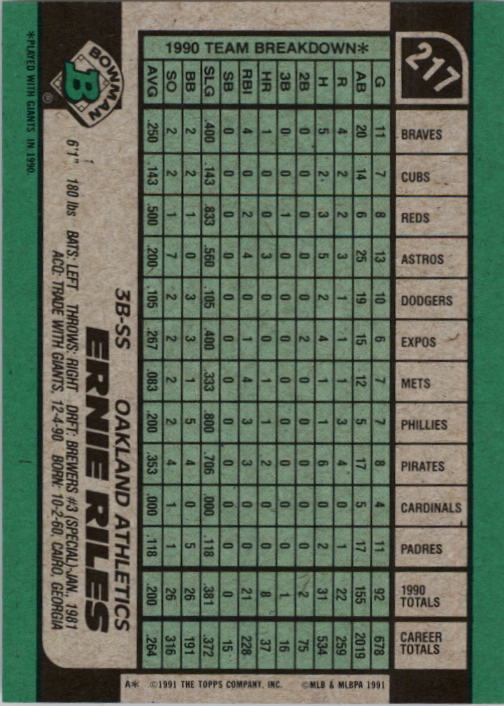 217
1990 TEAM BREAKDOWN*
G AB R H 2B 3B HR RBI SB SLG BB SO AVG
BRAVES 11 20 4 5 0 0 1 4 0 .400 2 2 .250
CUBS 7 14 2 2 0 0 0 0 0 .143 2 2 .143
REDS 8 6 2 3 0 1 0 2 0 .833 1 1 .500
ASTROS 13 25 3 5 0 0 3 4 0 .560 0 7 .200
DODGERS 10 19 1 2 0 0 0 0 0 .105 3 2 .105
EXPOS 6 15 1 4 2 0 0 1 0 .400 3 2 .267
METS 7 12 1 1 0 0 1 4 0 .333 1 2 .083
PHILLIES 7 5 3 1 0 0 1 3 0 .800 5 2 .200
PIRATES 8 17 4 6 0 0 2 3 0 .706 4 4 .353
CARDINALS 4 5 0 0 0 0 0 0 0 .000 0 1 .000
PADRES 11 17 1 2 0 0 0 0 0 .118 5 1 .118
1990 TOTALS 92 155 22 31 2 1 8 21 0 .381 26 26 .200
CAREER TOTALS 678 2019 259 534 75 16 37 228 15 .372 191 316 .264
3B-SS OAKLAND ATHLETICS
ERNIE RILES
6'1" 180 lbs BATS: LEFT THROWS: RIGHT DRFT: BREWERS #3 (SPECIAL)-JAN., 1981
ACQ: TRADE WITH GIANTS, 12-4-90 BORN: 10-2-60, CAIRO, GEORGIA
BOWMAN
B
®
*PLAYED WITH GIANTS IN 1990.
A* ©1991 THE TOPPS COMPANY, INC. ©MLB & MLBPA 1991